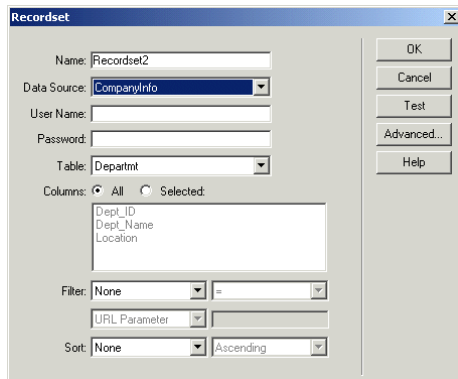 Recordset
Name: Recordset2
OK
Data Source: CompanyInfo
Cancel
User Name:
Test
Password:
Advanced...
Table: Departmt
Help
Columns: All Selected:
Dept_ID
Dept_Name
Location
Filter: None =
URL Parameter
Sort: None Ascending